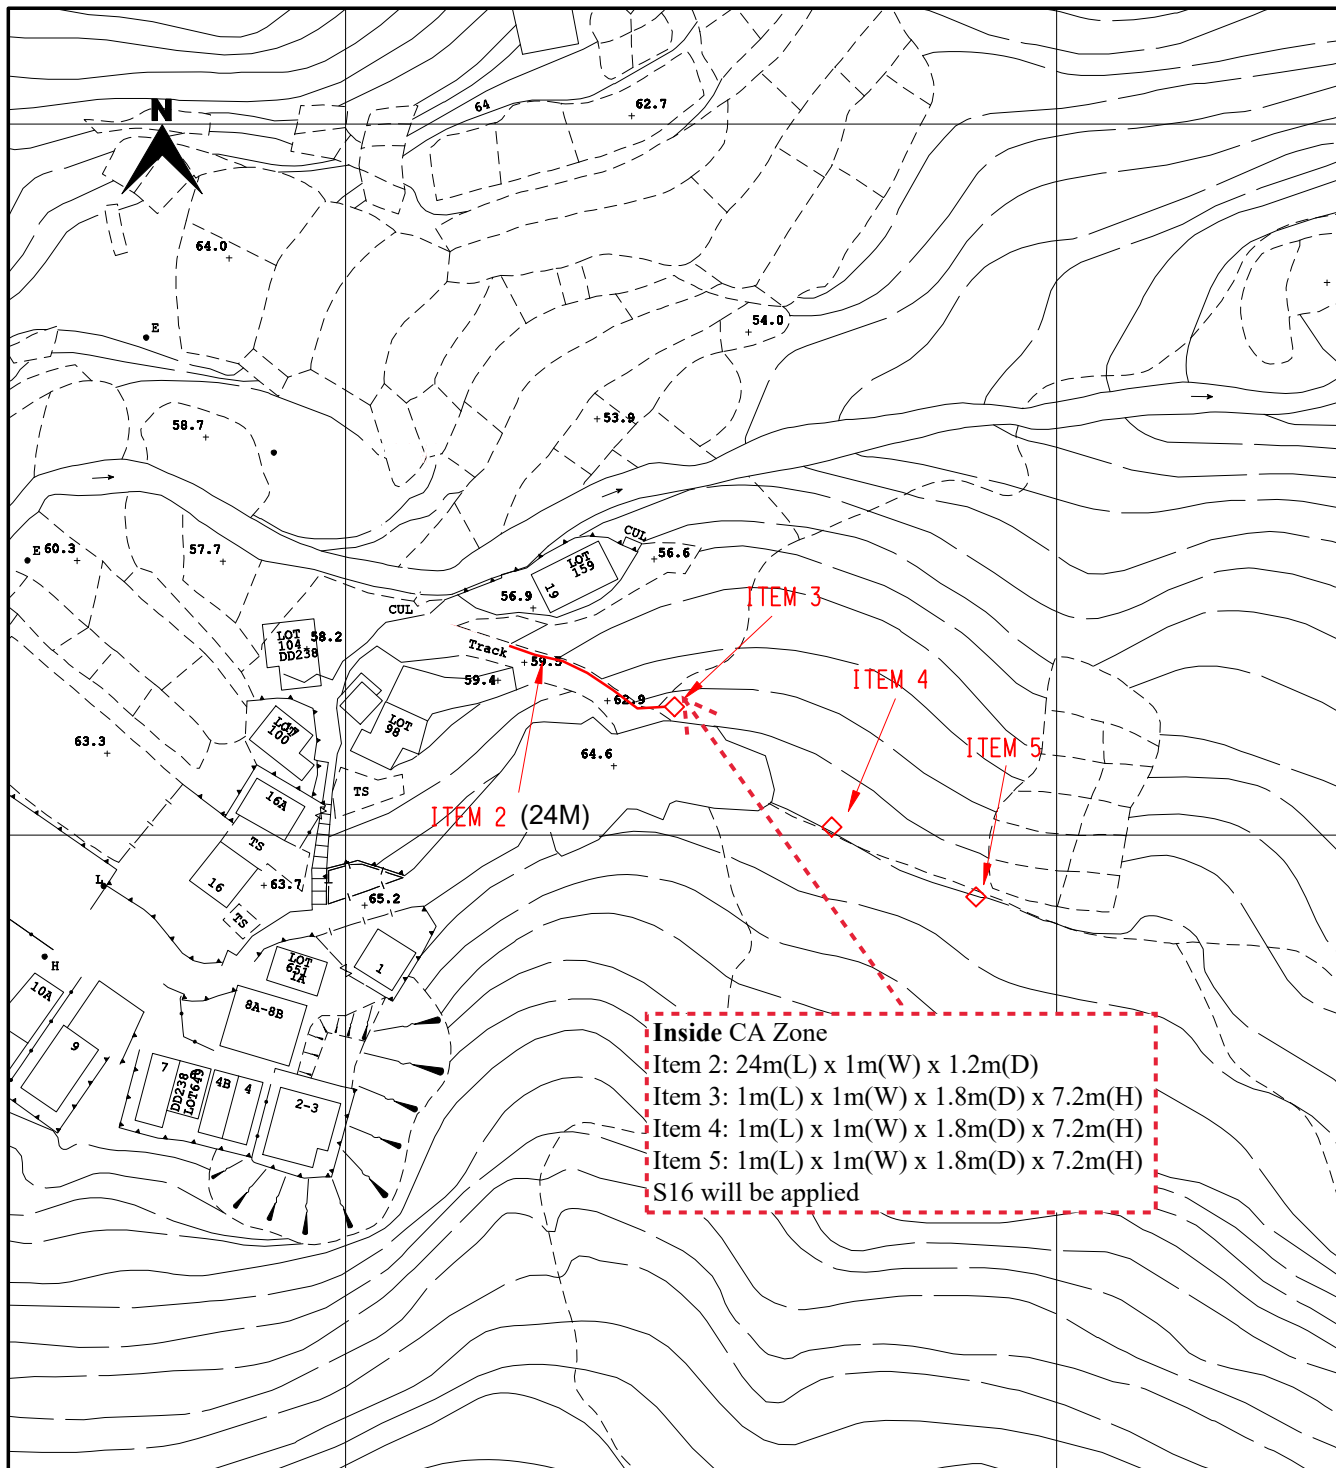 64
62.7
N
64.0
E
54.0
53.9
58.7
E
60.3
57.7
CUL
56.6
LOT
159
19
56.9
CUL
ITEM 3
LOT
104
DD238
58.2
Track
59.4
62.9
ITEM 4
LOT
100
LOT
98
63.3
64.6
ITEM 5
TS
16A
ITEM 2 (24M)
TS
L
16
63.7
65.2
TS
H
LOT
651
1A
1
10A
8A-8B
9
7
DD238
LOT649
4B
4
2-3
Inside CA Zone
Item 2: 24m(L) x 1m(W) x 1.2m(D)
Item 3: 1m(L) x 1m(W) x 1.8m(D) x 7.2m(H)
Item 4: 1m(L) x 1m(W) x 1.8m(D) x 7.2m(H)
Item 5: 1m(L) x 1m(W) x 1.8m(D) x 7.2m(H)
S16 will be applied